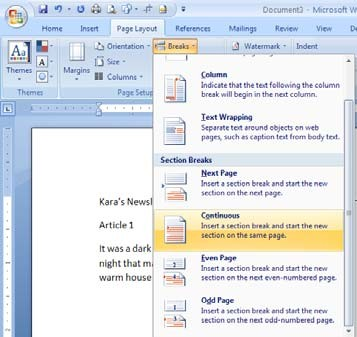 Document3 - Microsoft W
Home Insert Page Layout References Mailings Review
Themes
Aa
Margins
Orientation
Size
Columns
Breaks
Watermark
Indent
Themes
Page Setup
Column
Indicate that the text following the column
break will begin in the next column.
Text Wrapping
Separate text around objects on web
pages, such as caption text from body text.
Section Breaks
Next Page
Insert a section break and start the new
section on the next page.
Continuous
Insert a section break and start the new
section on the same page.
Even Page
Insert a section break and start the new
section on the next even-numbered page.
Odd Page
Insert a section break and start the new
section on the next odd-numbered page.
Kara's Newsl
Article 1
It was a dark
night that ma
warm house